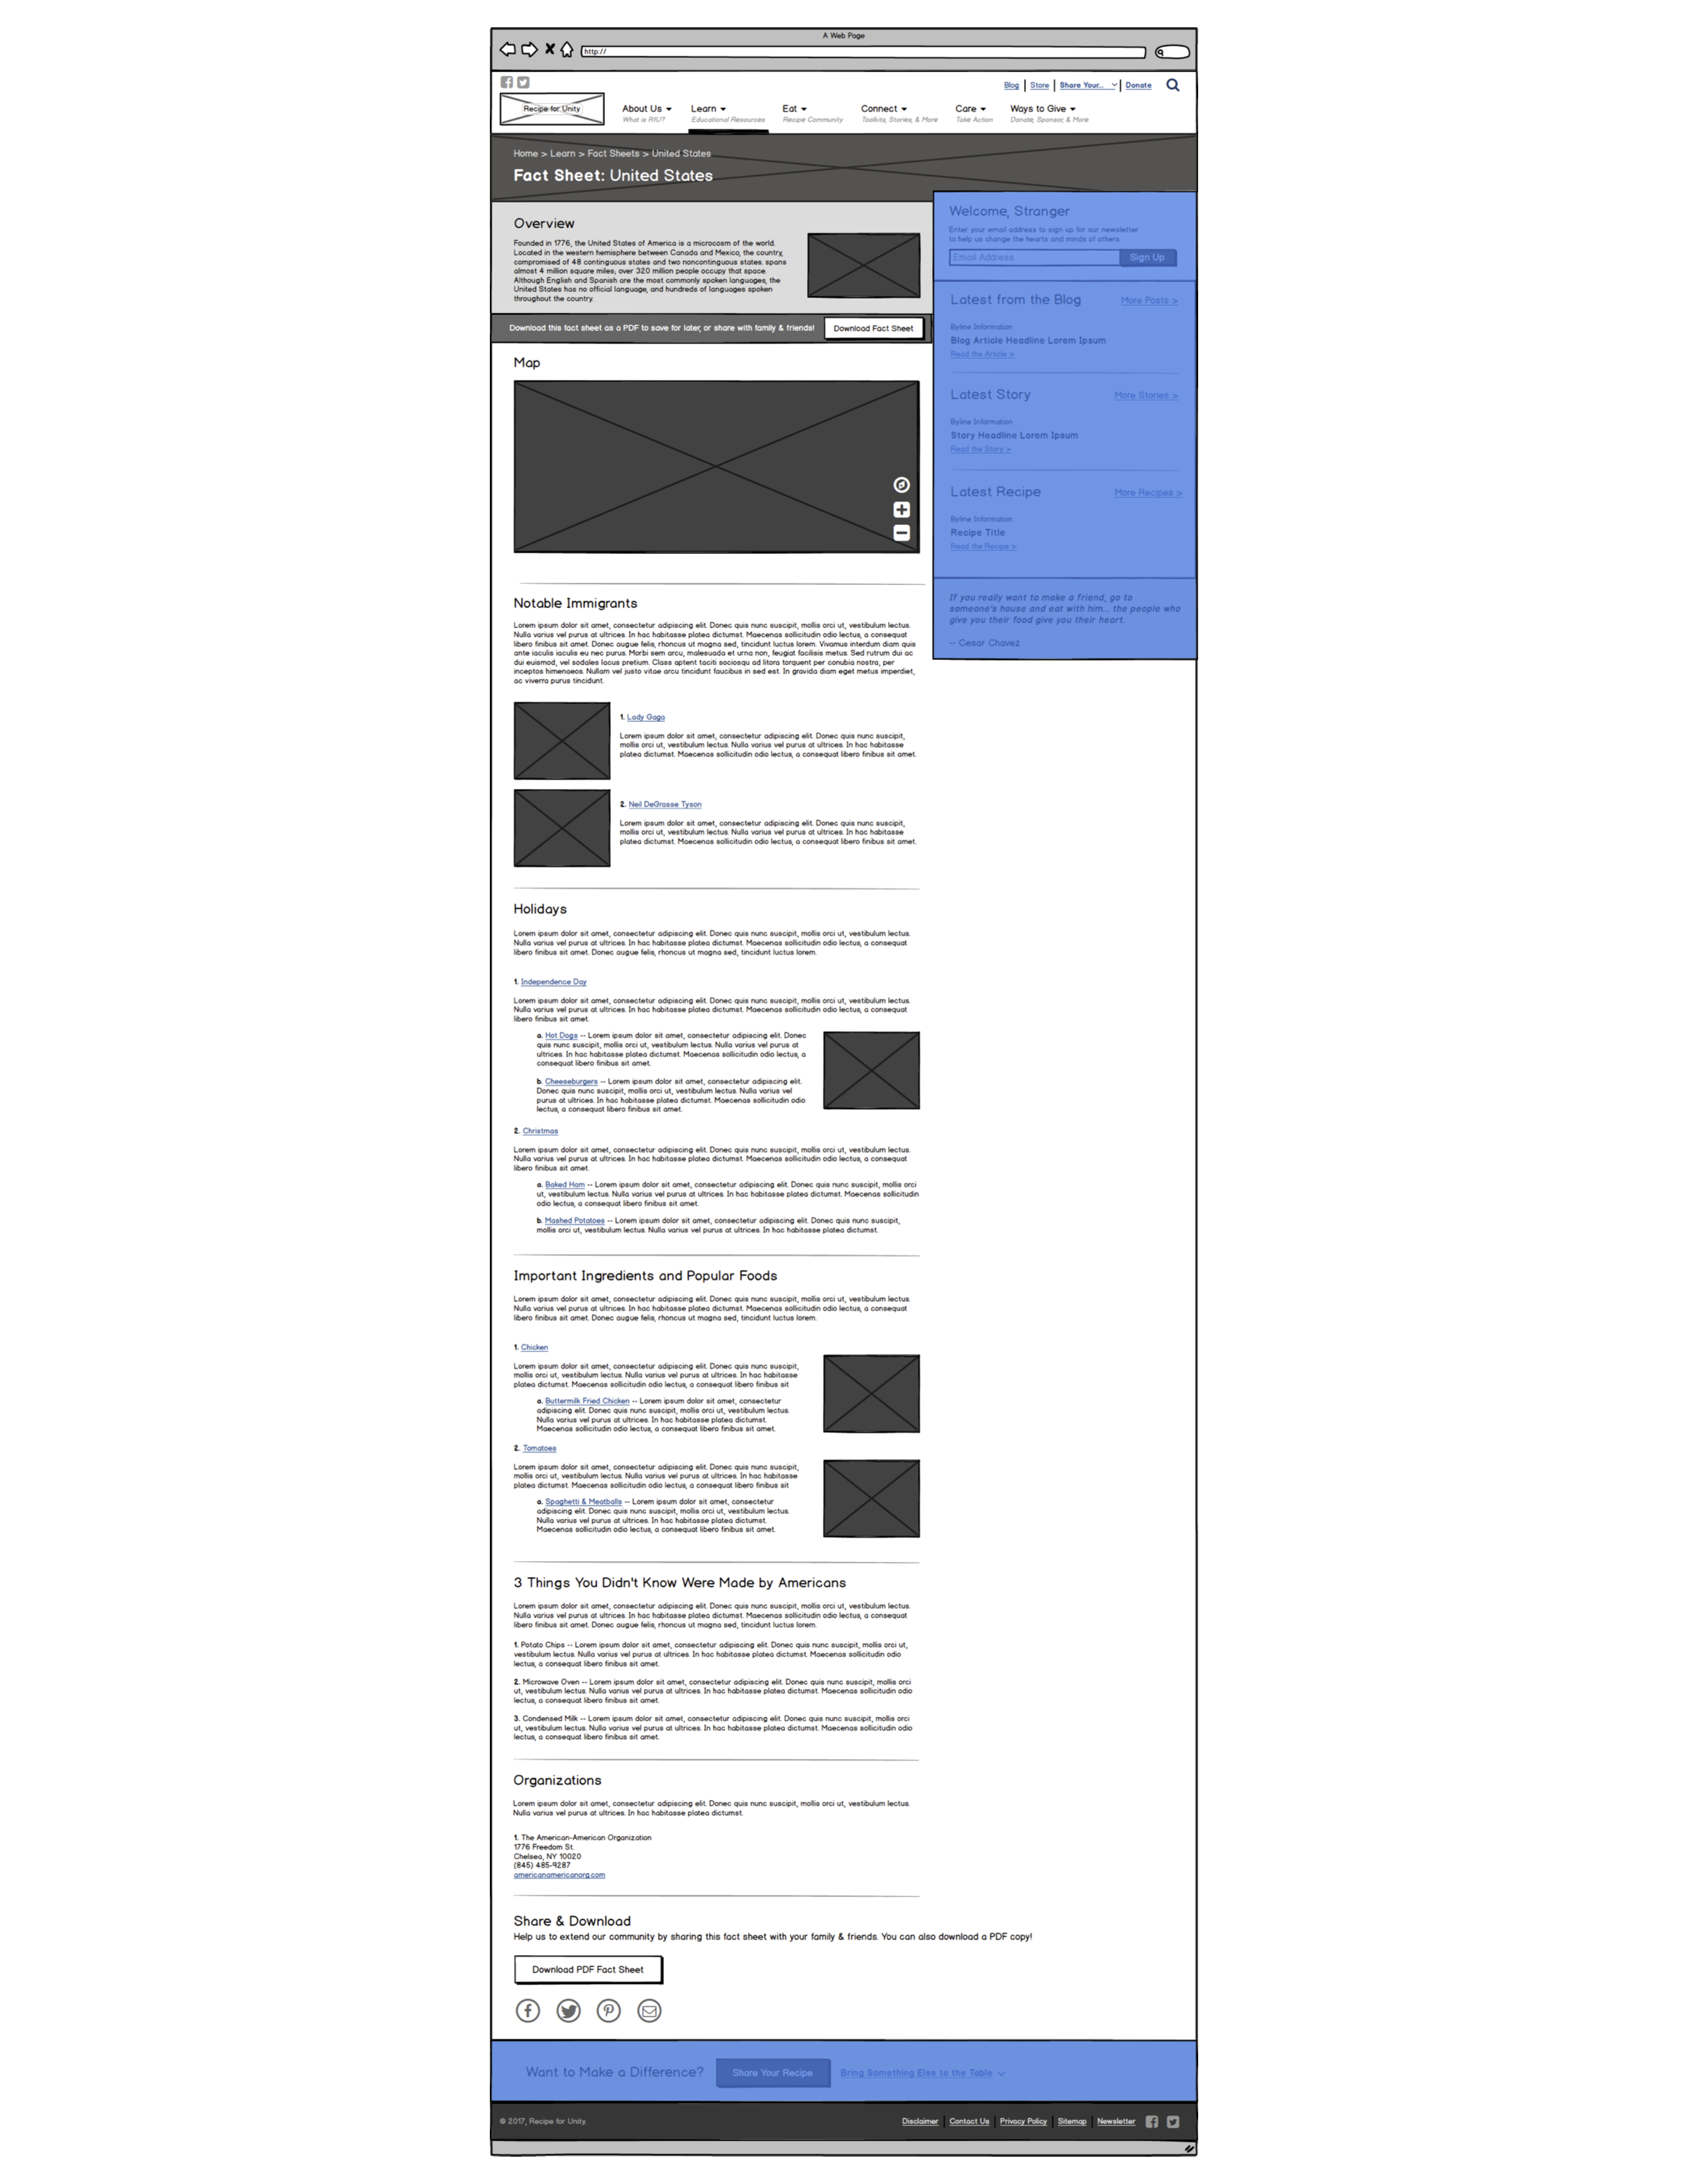 A Web Page
http://
Blog | Store | Share Your... | Donate
Recipe for Unity
About Us Learn Eat Connect Care Ways to Give
What is RfU? Educational Resources Recipe Community Toolkits, Stories, & More Take Action Donate, Sponsor, & More
Home > Learn > Fact Sheets > United States
Fact Sheet: United States
Overview
Founded in 1776, the United States of America is a microcosm of the world.
Located in the western hemisphere between Canada and Mexico, the country,
compromised of 48 contiguous states and two noncontiguous states. spans
almost 4 million square miles; over 320 million people occupy that space.
Although English and Spanish are the most commonly spoken languages, the
United States has no official language, and hundreds of languages spoken
throughout the country.
Download this fact sheet as a PDF to save for later, or share with family & friends!
Download Fact Sheet
Welcome, Stranger
Enter your email address to sign up for our newsletter
to help us change the hearts and minds of others
Email Address
Sign Up
Latest from the Blog
More Posts >
Byline Information
Blog Article Headline Lorem Ipsum
Read the Article >
Latest Story
More Stories >
Byline Information
Story Headline Lorem Ipsum
Read the Story >
Latest Recipe
More Recipes >
Byline Information
Recipe Title
Read the Recipe >
If you really want to make a friend, go to
someone's house and eat with him... the people who
give you their food give you their heart.
-- Cesar Chavez
Map
Notable Immigrants
Lorem ipsum dolor sit amet, consectetur adipiscing elit. Donec quis nunc suscipit, mollis orci ut, vestibulum lectus.
Nulla varius vel purus at ultrices. In hac habitasse platea dictumst. Maecenas sollicitudin odio lectus, a consequat
libero finibus sit amet. Donec augue felis, rhoncus ut magna sed, tincidunt luctus lorem. Vivamus interdum diam quis
ante iaculis iaculis eu nec purus. Morbi sem arcu, malesuada et urna non, feugiat facilisis metus. Sed rutrum dui ac
dui euismod, vel sodales lacus pretium. Class aptent taciti sociosqu ad litora torquent per conubia nostra, per
inceptos himenaeos. Nullam vel justo vitae arcu tincidunt faucibus in sed est. In gravida diam eget metus imperdiet,
ac viverra purus tincidunt.
1. Lady Gaga
Lorem ipsum dolor sit amet, consectetur adipiscing elit. Donec quis nunc suscipit,
mollis orci ut, vestibulum lectus. Nulla varius vel purus at ultrices. In hac habitasse
platea dictumst. Maecenas sollicitudin odio lectus, a consequat libero finibus sit amet.
2. Neil DeGrasse Tyson
Lorem ipsum dolor sit amet, consectetur adipiscing elit. Donec quis nunc suscipit,
mollis orci ut, vestibulum lectus. Nulla varius vel purus at ultrices. In hac habitasse
platea dictumst. Maecenas sollicitudin odio lectus, a consequat libero finibus sit amet.
Holidays
Lorem ipsum dolor sit amet, consectetur adipiscing elit. Donec quis nunc suscipit, mollis orci ut, vestibulum lectus.
Nulla varius vel purus at ultrices. In hac habitasse platea dictumst. Maecenas sollicitudin odio lectus, a consequat
libero finibus sit amet. Donec augue felis, rhoncus ut magna sed, tincidunt luctus lorem.
1. Independence Day
Lorem ipsum dolor sit amet, consectetur adipiscing elit. Donec quis nunc suscipit, mollis orci ut, vestibulum lectus.
Nulla varius vel purus at ultrices. In hac habitasse platea dictumst. Maecenas sollicitudin odio lectus, a consequat
libero finibus sit amet.
a. Hot Dogs -- Lorem ipsum dolor sit amet, consectetur adipiscing elit. Donec
quis nunc suscipit, mollis orci ut, vestibulum lectus. Nulla varius vel purus at
ultrices. In hac habitasse platea dictumst. Maecenas sollicitudin odio lectus, a
consequat libero finibus sit amet.
b. Cheeseburgers -- Lorem ipsum dolor sit amet, consectetur adipiscing elit.
Donec quis nunc suscipit, mollis orci ut, vestibulum lectus. Nulla varius vel
purus at ultrices. In hac habitasse platea dictumst. Maecenas sollicitudin odio
lectus, a consequat libero finibus sit amet.
2. Christmas
Lorem ipsum dolor sit amet, consectetur adipiscing elit. Donec quis nunc suscipit, mollis orci ut, vestibulum lectus.
Nulla varius vel purus at ultrices. In hac habitasse platea dictumst. Maecenas sollicitudin odio lectus, a consequat
libero finibus sit amet.
a. Baked Ham -- Lorem ipsum dolor sit amet, consectetur adipiscing elit. Donec quis nunc suscipit, mollis orci
ut, vestibulum lectus. Nulla varius vel purus at ultrices. In hac habitasse platea dictumst. Maecenas sollicitudin
odio lectus, a consequat libero finibus sit amet.
b. Mashed Potatoes -- Lorem ipsum dolor sit amet, consectetur adipiscing elit. Donec quis nunc suscipit,
mollis orci ut, vestibulum lectus. Nulla varius vel purus at ultrices. In hac habitasse platea dictumst.
Important Ingredients and Popular Foods
Lorem ipsum dolor sit amet, consectetur adipiscing elit. Donec quis nunc suscipit, mollis orci ut, vestibulum lectus.
Nulla varius vel purus at ultrices. In hac habitasse platea dictumst. Maecenas sollicitudin odio lectus, a consequat
libero finibus sit amet. Donec augue felis, rhoncus ut magna sed, tincidunt luctus lorem.
1. Chicken
Lorem ipsum dolor sit amet, consectetur adipiscing elit. Donec quis nunc suscipit,
mollis orci ut, vestibulum lectus. Nulla varius vel purus at ultrices. In hac habitasse
platea dictumst. Maecenas sollicitudin odio lectus, a consequat libero finibus sit
a. Buttermilk Fried Chicken -- Lorem ipsum dolor sit amet, consectetur
adipiscing elit. Donec quis nunc suscipit, mollis orci ut, vestibulum lectus.
Nulla varius vel purus at ultrices. In hac habitasse platea dictumst.
Maecenas sollicitudin odio lectus, a consequat libero finibus sit amet.
2. Tomatoes
Lorem ipsum dolor sit amet, consectetur adipiscing elit. Donec quis nunc suscipit,
mollis orci ut, vestibulum lectus. Nulla varius vel purus at ultrices. In hac habitasse
platea dictumst. Maecenas sollicitudin odio lectus, a consequat libero finibus sit
a. Spaghetti & Meatballs -- Lorem ipsum dolor sit amet, consectetur
adipiscing elit. Donec quis nunc suscipit, mollis orci ut, vestibulum lectus.
Nulla varius vel purus at ultrices. In hac habitasse platea dictumst.
Maecenas sollicitudin odio lectus, a consequat libero finibus sit amet.
3 Things You Didn't Know Were Made by Americans
Lorem ipsum dolor sit amet, consectetur adipiscing elit. Donec quis nunc suscipit, mollis orci ut, vestibulum lectus.
Nulla varius vel purus at ultrices. In hac habitasse platea dictumst. Maecenas sollicitudin odio lectus, a consequat
libero finibus sit amet. Donec augue felis, rhoncus ut magna sed, tincidunt luctus lorem.
1. Potato Chips -- Lorem ipsum dolor sit amet, consectetur adipiscing elit. Donec quis nunc suscipit, mollis orci ut,
vestibulum lectus. Nulla varius vel purus at ultrices. In hac habitasse platea dictumst. Maecenas sollicitudin odio
lectus, a consequat libero finibus sit amet.
2. Microwave Oven -- Lorem ipsum dolor sit amet, consectetur adipiscing elit. Donec quis nunc suscipit, mollis orci
ut, vestibulum lectus. Nulla varius vel purus at ultrices. In hac habitasse platea dictumst. Maecenas sollicitudin odio
lectus, a consequat libero finibus sit amet.
3. Condensed Milk -- Lorem ipsum dolor sit amet, consectetur adipiscing elit. Donec quis nunc suscipit, mollis orci
ut, vestibulum lectus. Nulla varius vel purus at ultrices. In hac habitasse platea dictumst. Maecenas sollicitudin odio
lectus, a consequat libero finibus sit amet.
Organizations
Lorem ipsum dolor sit amet, consectetur adipiscing elit. Donec quis nunc suscipit, mollis orci ut, vestibulum lectus.
Nulla varius vel purus at ultrices. In hac habitasse platea dictumst.
1. The American-American Organization
1776 Freedom St.
Chelsea, NY 10020
(845) 485-9287
americanamericanorg.com
Share & Download
Help us to extend our community by sharing this fact sheet with your family & friends. You can also download a PDF copy!
Download PDF Fact Sheet
Want to Make a Difference?
Share Your Recipe
Bring Something Else to the Table
© 2017, Recipe for Unity.
Disclaimer | Contact Us | Privacy Policy | Sitemap | Newsletter